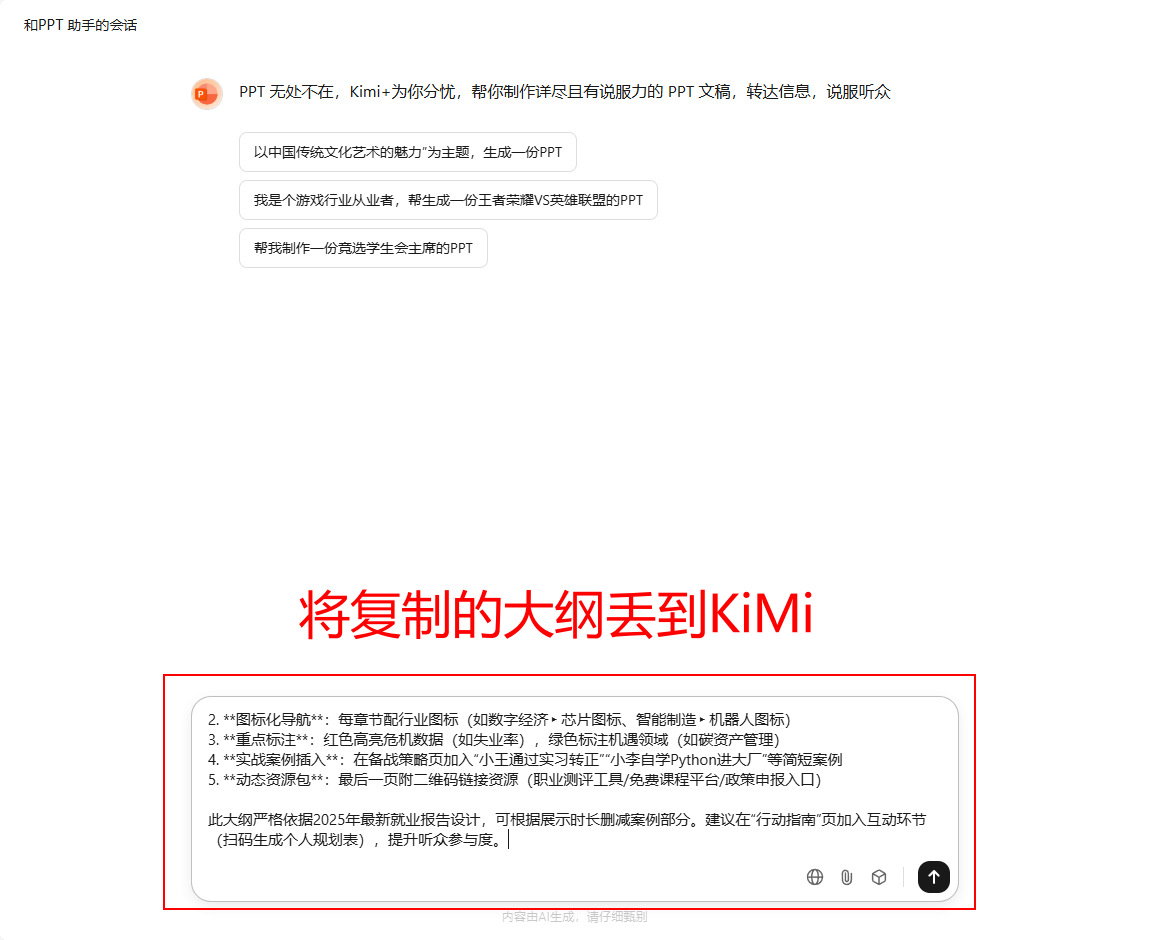 和PPT 助手的会话
P
PPT 无处不在，Kimi+为你分忧，帮你制作详尽且有说服力的 PPT 文稿，转达信息，说服听众
以中国传统文化艺术的魅力”为主题，生成一份PPT
我是个游戏行业从业者，帮生成一份王者荣耀VS英雄联盟的PPT
帮我制作一份竟选学生会主席的PPT
将复制的大纲丢到KiMi
2. **图标化导航**：每章节配行业图标（如数字经济‣芯片图标、智能制造‣机器人图标）
3. **重点标注**：红色高亮危机数据（如失业率），绿色标注机遇领域（如碳资产管理）
4. **实战案例插入**：在备战策略页加入“小王通过实习转正”“小李自学Python进大厂”等简短案例
5. **动态资源包**：最后一页附二维码链接资源（职业测评工具/免费课程平台/政策申报入口）
此大纲严格依据2025年最新就业报告设计，可根据展示时长删减案例部分。建议在“行动指南”页加入互动环节
（扫码生成个人规划表），提升听众参与度。
内容由AI生成，请仔细甄别